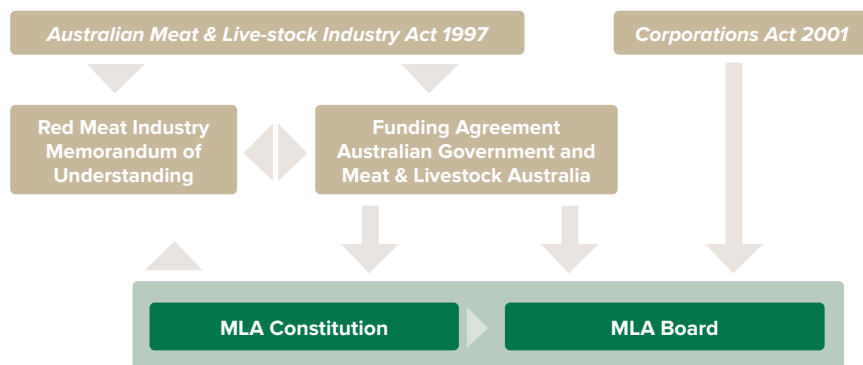 Australian Meat & Live-stock Industry Act 1997
Corporations Act 2001
Red Meat Industry
Memorandum of
Understanding
Funding Agreement
Australian Government and
Meat & Livestock Australia
MLA Constitution
MLA Board